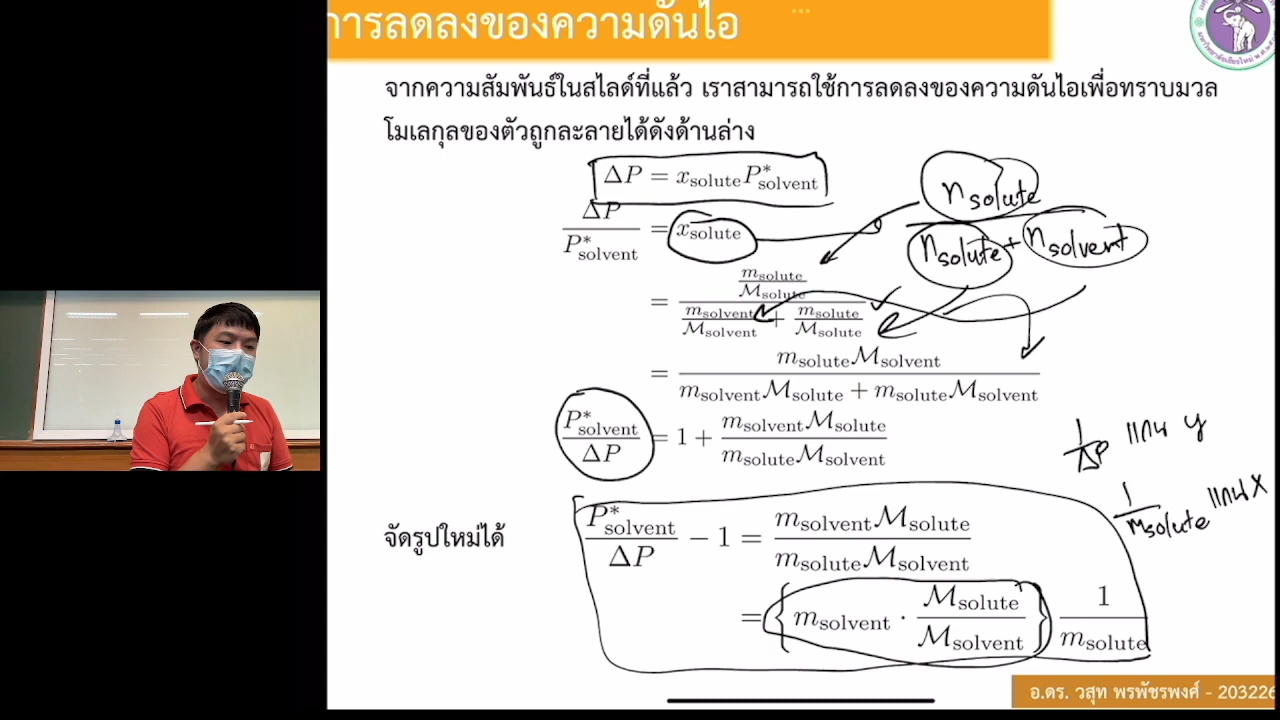 การลดลงของความดันไอ
จากความสัมพันธ์ในสไลด์ที่แล้ว เราสามารถใช้การลดลงของความดันไอเพื่อทราบมวล
โมเลกุลของตัวถูกละลายได้ดังด้านล่าง
ΔP = x_solute P*_solvent
ΔP / P*_solvent = x_solute
n_solute / (n_solute + n_solvent)
= (m_solute / ℳ_solute) / (m_solvent / ℳ_solvent + m_solute / ℳ_solute)
= m_solute ℳ_solvent / (m_solvent ℳ_solute + m_solute ℳ_solvent)
P*_solvent / ΔP = 1 + m_solvent ℳ_solute / (m_solute ℳ_solvent)
1/ΔP แกน y
1/m_solute แกน x
จัดรูปใหม่ได้
P*_solvent / ΔP − 1 = m_solvent ℳ_solute / (m_solute ℳ_solvent)
= { m_solvent · ℳ_solute / ℳ_solvent } 1 / m_solute
อ.ดร. วสุท พรพัชรพงศ์ - 203226